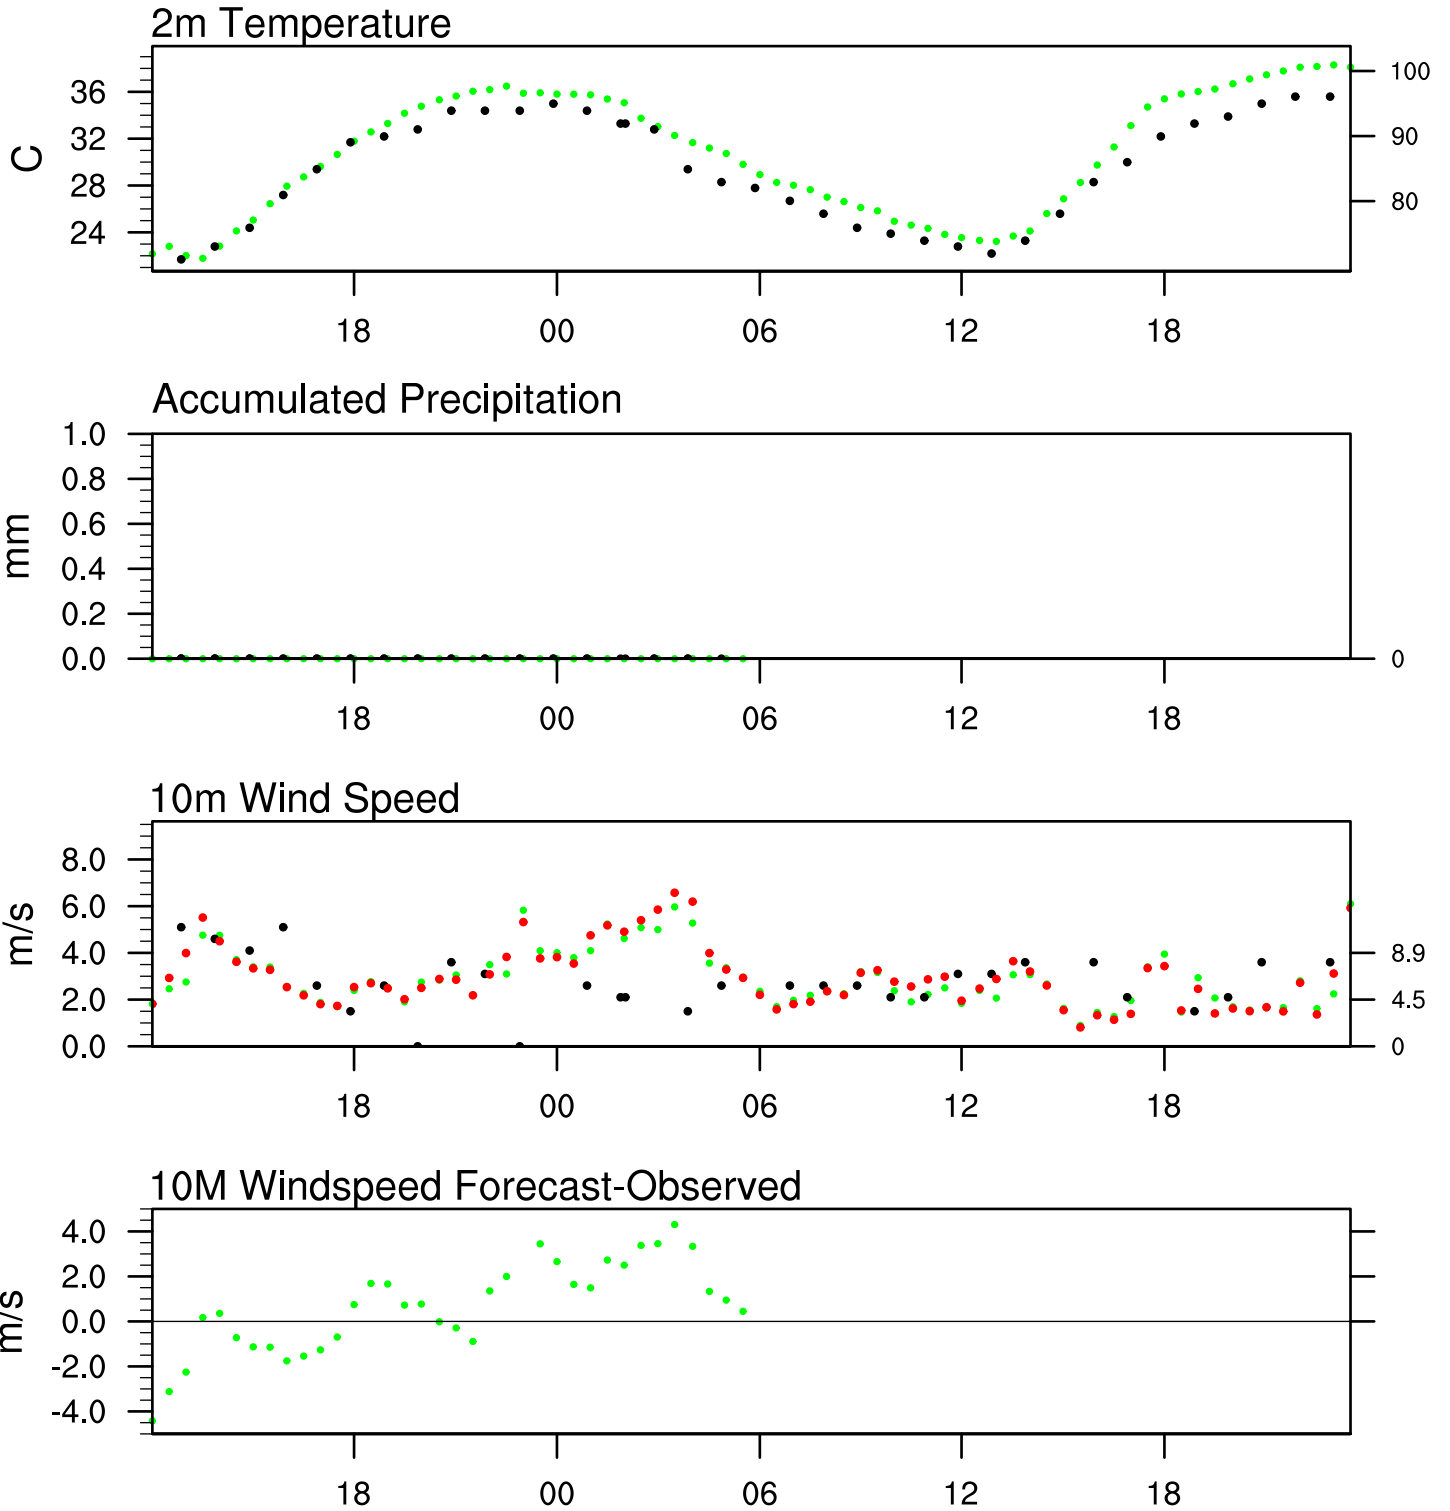 2m Temperature
36
32
28
24
C
100
90
80
18 00 06 12 18
Accumulated Precipitation
1.0
0.8
0.6
0.4
0.2
0.0
mm
0
18 00 06 12 18
10m Wind Speed
8.0
6.0
4.0
2.0
0.0
m/s
8.9
4.5
0
18 00 06 12 18
10M Windspeed Forecast-Observed
4.0
2.0
0.0
-2.0
-4.0
m/s
18 00 06 12 18